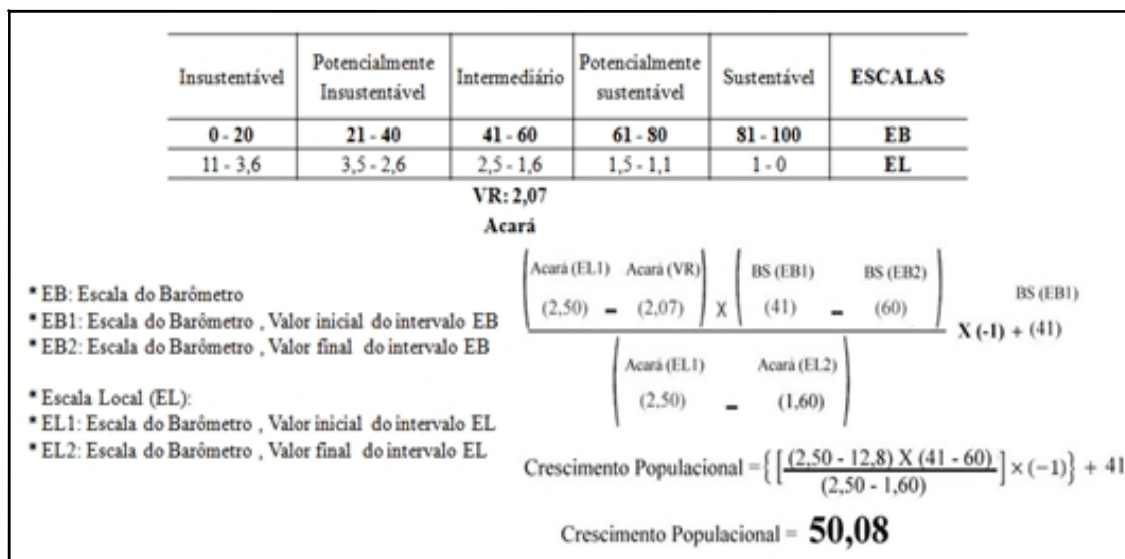 Insustentável Potencialmente Insustentável Intermediário Potencialmente sustentável Sustentável ESCALAS
0 - 20 21 - 40 41 - 60 61 - 80 81 - 100 EB
11 - 3,6 3,5 - 2,6 2,5 - 1,6 1,5 - 1,1 1 - 0 EL
VR: 2,07
Acará
* EB: Escala do Barômetro
* EB1: Escala do Barômetro , Valor inicial do intervalo EB
* EB2: Escala do Barômetro , Valor final do intervalo EB
* Escala Local (EL):
* EL1: Escala do Barômetro , Valor inicial do intervalo EL
* EL2: Escala do Barômetro , Valor final do intervalo EL
Acará (EL1) Acará (VR) BS (EB1) BS (EB2) BS (EB1)
(2,50) - (2,07) X (41) - (60) X (-1) + (41)
Acará (EL1) Acará (EL2)
(2,50) - (1,60)
Crescimento Populacional = { [ (2,50 - 12,8) X (41 - 60) ] × (-1) } + 41
(2,50 - 1,60)
Crescimento Populacional = 50,08